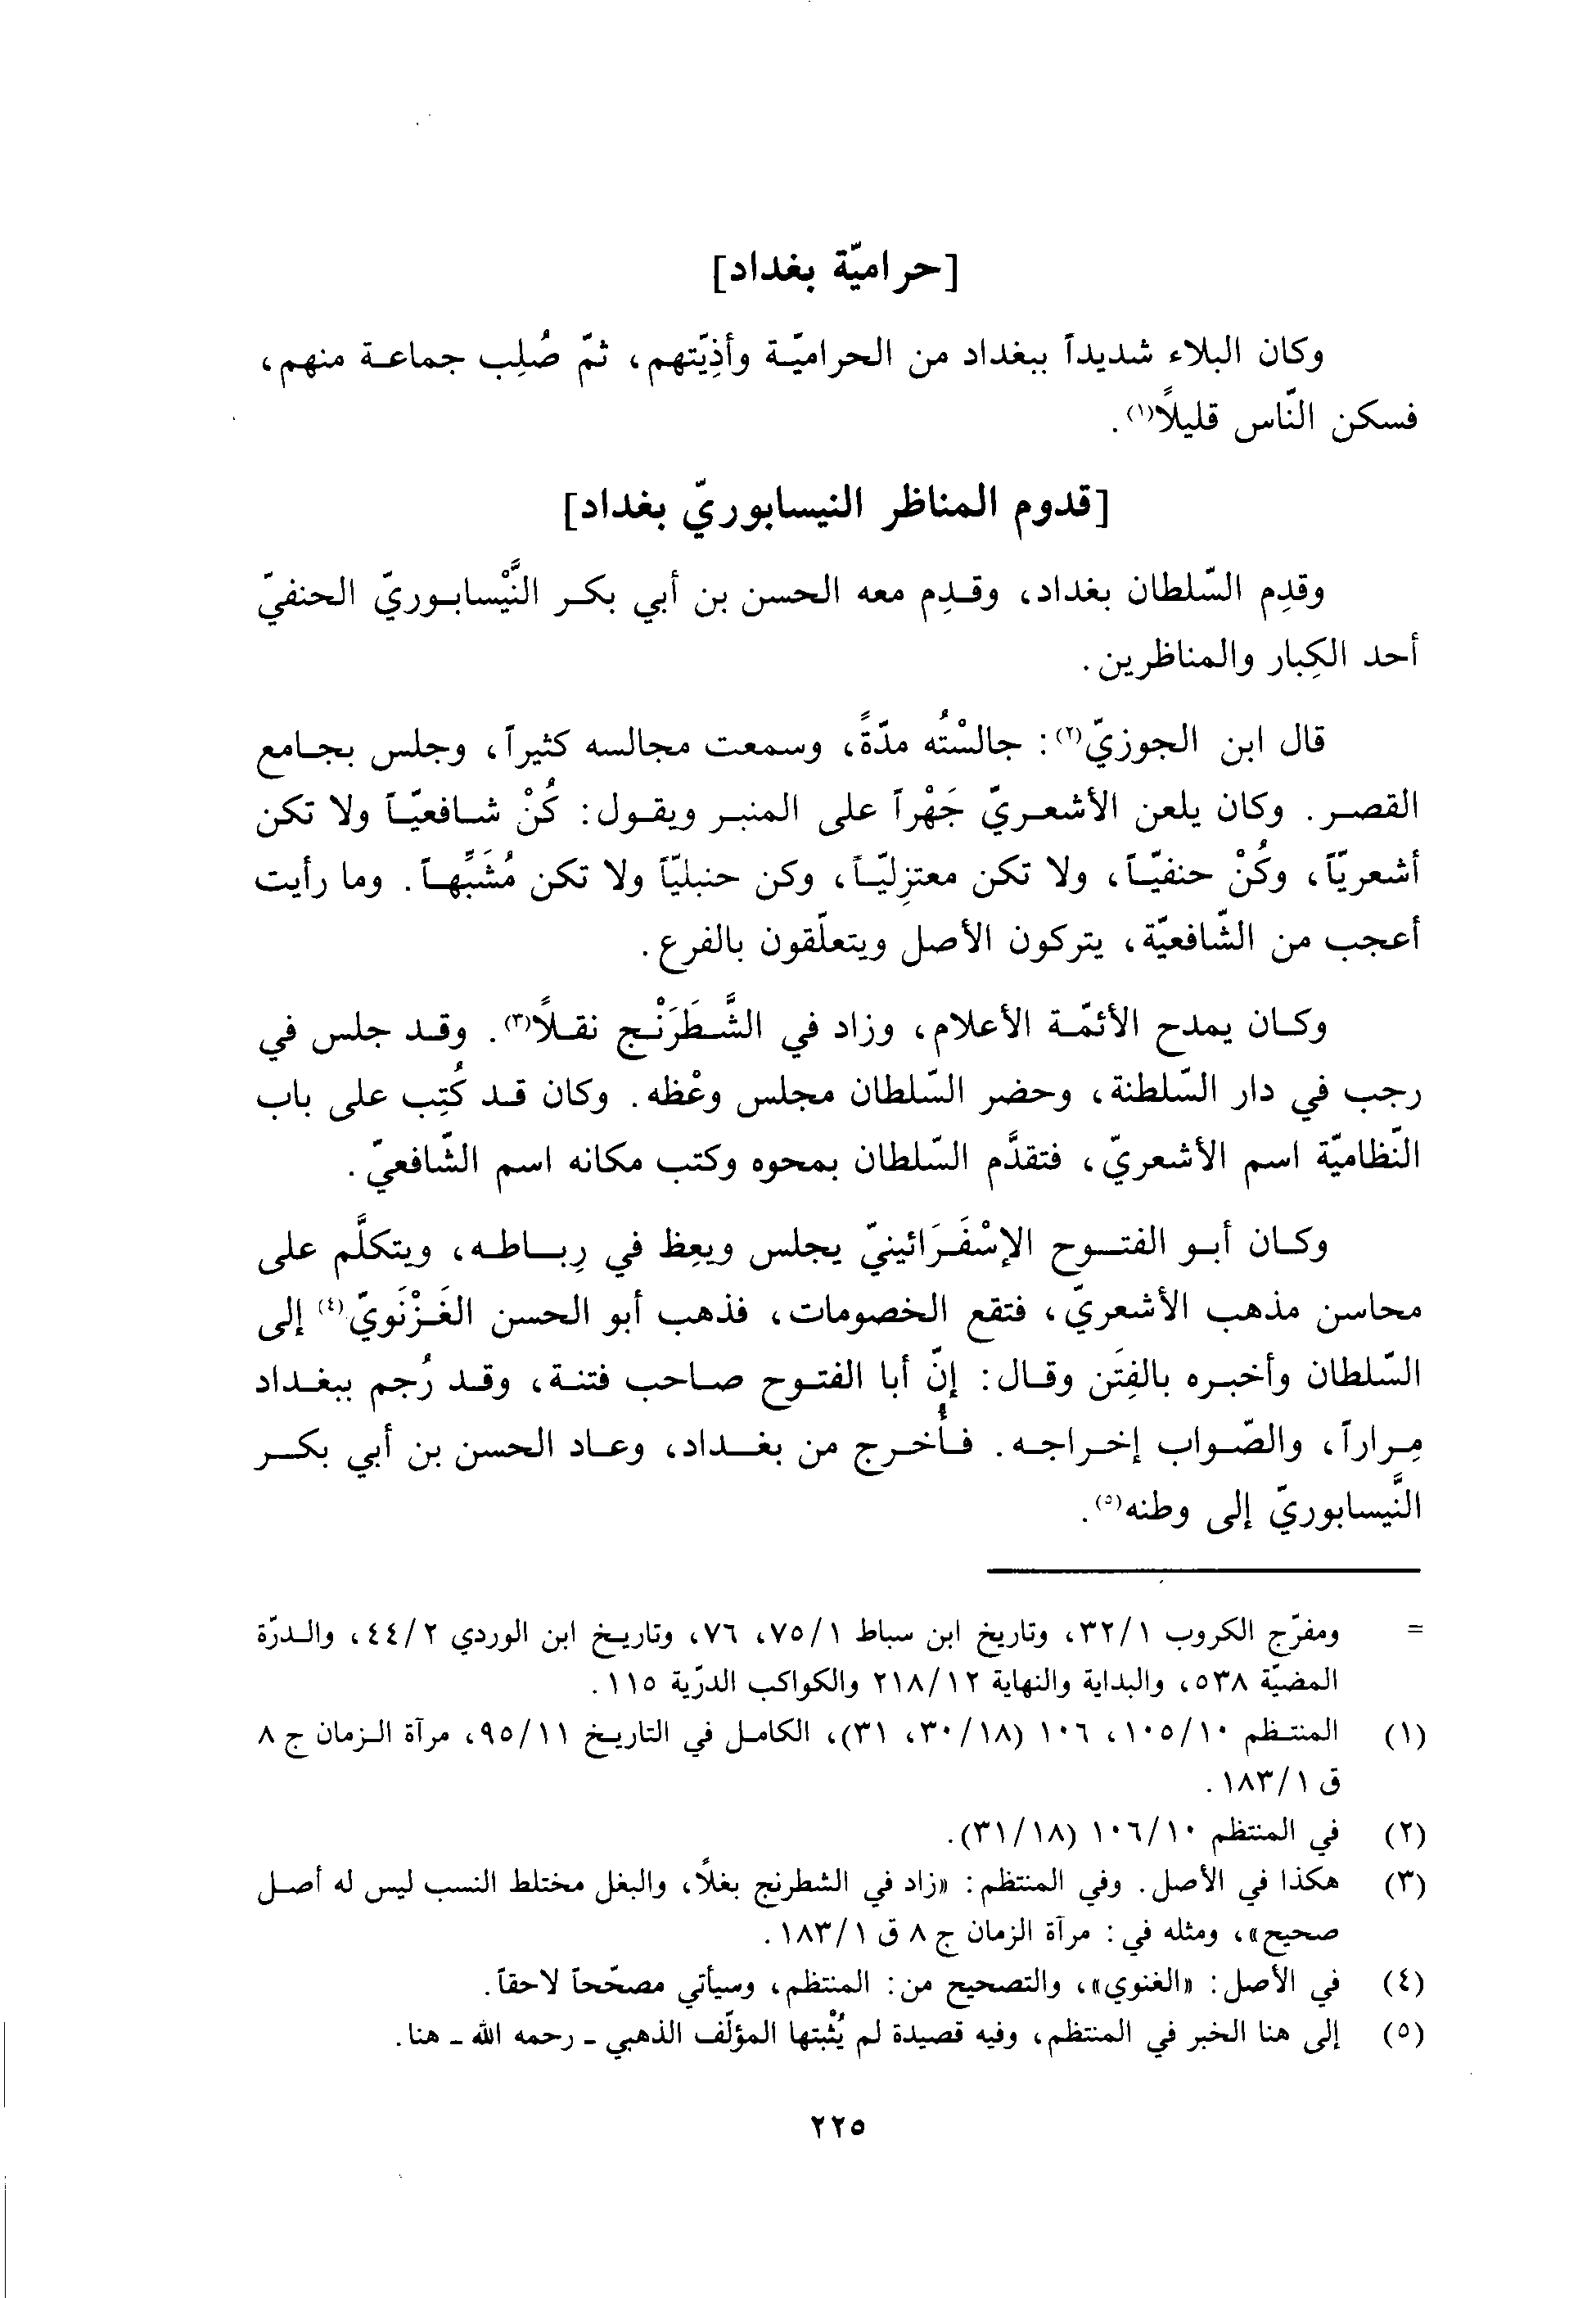 [حراميّة بغداد]
وكان البلاء شديداً ببغداد من الحراميّة وأذِيّتهم، ثمّ صُلِب جماعة منهم،
فسكن النّاس قليلاً(١).
[قدوم المناظر النيسابوريّ بغداد]
وقدِم السّلطان بغداد، وقدِم معه الحسن بن أبي بكر النَّيْسابوريّ الحنفيّ
أحد الكِبار والمناظرين.
قال ابن الجوزيّ(٢): جالسْتُه مدّةً، وسمعت مجالسه كثيراً، وجلس بجامع
القصر. وكان يلعن الأشعريّ جَهْراً على المنبر ويقول: كُنْ شافعيّاً ولا تكن
أشعريّاً، وكُنْ حنفيّاً، ولا تكن معتزِليّاً، وكن حنبليّاً ولا تكن مُشَبِّهاً. وما رأيت
أعجب من الشّافعيّة، يتركون الأصل ويتعلّقون بالفرع.
وكان يمدح الأئمّة الأعلام، وزاد في الشَّطَرَنْج نقلاً(٣). وقد جلس في
رجب في دار السّلطنة، وحضر السّلطان مجلس وعْظه. وكان قد كُتِب على باب
النّظاميّة اسم الأشعريّ، فتقدَّم السّلطان بمحوه وكتب مكانه اسم الشّافعيّ.
وكان أبو الفتوح الإسْفَرَائينيّ يجلس ويعِظ في رِباطه، ويتكلَّم على
محاسن مذهب الأشعريّ، فتقع الخصومات، فذهب أبو الحسن الغَزْنَويّ(٤) إلى
السّلطان وأخبره بالفِتَن وقال: إنّ أبا الفتوح صاحب فتنة، وقد رُجم ببغداد
مِراراً، والصّواب إخراجه. فأُخرج من بغداد، وعاد الحسن بن أبي بكر
النَّيسابوريّ إلى وطنه(٥).
= ومفرّج الكروب ٣٢/١، وتاريخ ابن سباط ٧٥/١، ٧٦، وتاريخ ابن الوردي ٤٤/٢، والدرّة
المضيّة ٥٣٨، والبداية والنهاية ٢١٨/١٢ والكواكب الدرّية ١١٥.
(١) المنتظم ١٠٥/١٠، ١٠٦ (٣٠/١٨، ٣١)، الكامل في التاريخ ٩٥/١١، مرآة الزمان ج ٨
ق ١٨٣/١.
(٢) في المنتظم ١٠٦/١٠ (٣١/١٨).
(٣) هكذا في الأصل. وفي المنتظم: «زاد في الشطرنج بغلاً، والبغل مختلط النسب ليس له أصل
صحيح»، ومثله في: مرآة الزمان ج ٨ ق ١٨٣/١.
(٤) في الأصل: «الغنوي»، والتصحيح من: المنتظم، وسيأتي مصحّحاً لاحقاً.
(٥) إلى هنا الخبر في المنتظم، وفيه قصيدة لم يُثْبتها المؤلّف الذهبي ـ رحمه الله ـ هنا.
٢٢٥